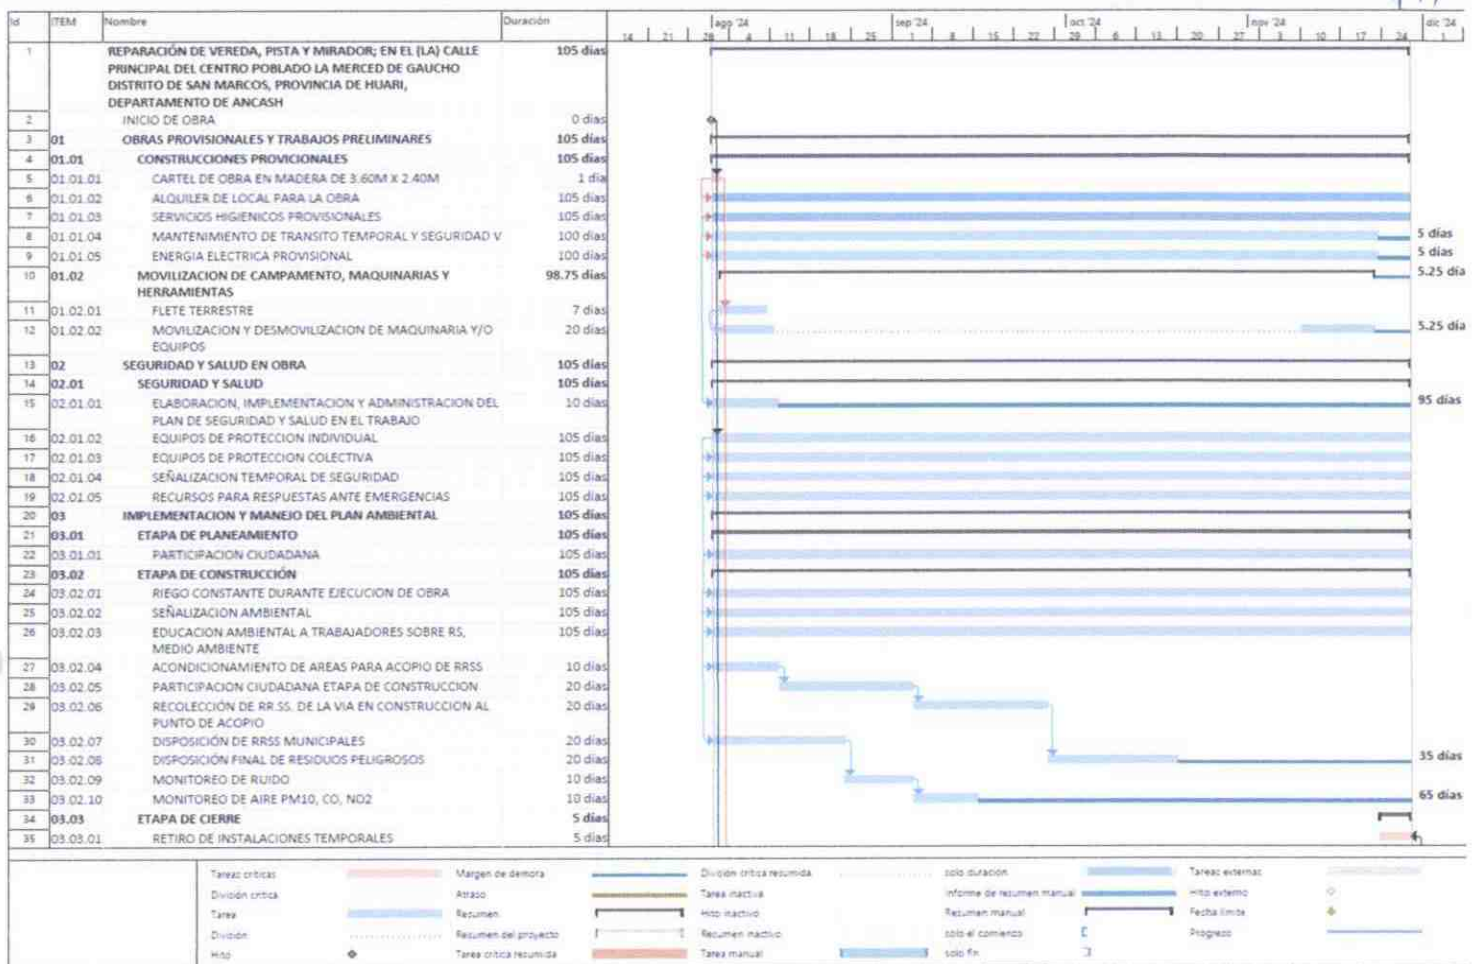 Id ITEM Nombre Duración ago '24 sep '24 oct '24 nov '24 dic '24
14 21 28 4 11 18 25 1 8 15 22 29 6 13 20 27 3 10 17 24 1
1 REPARACIÓN DE VEREDA, PISTA Y MIRADOR; EN EL (LA) CALLE 105 días
PRINCIPAL DEL CENTRO POBLADO LA MERCED DE GAUCHO
DISTRITO DE SAN MARCOS, PROVINCIA DE HUARI,
DEPARTAMENTO DE ANCASH
2 INICIO DE OBRA 0 días
3 01 OBRAS PROVISIONALES Y TRABAJOS PRELIMINARES 105 días
4 01.01 CONSTRUCCIONES PROVICIONALES 105 días
5 01.01.01 CARTEL DE OBRA EN MADERA DE 3.60M X 2.40M 1 día
6 01.01.02 ALQUILER DE LOCAL PARA LA OBRA 105 días
7 01.01.03 SERVICIOS HIGIENICOS PROVISIONALES 105 días
8 01.01.04 MANTENIMIENTO DE TRANSITO TEMPORAL Y SEGURIDAD V 100 días 5 días
9 01.01.05 ENERGIA ELECTRICA PROVISIONAL 100 días 5 días
10 01.02 MOVILIZACION DE CAMPAMENTO, MAQUINARIAS Y 98.75 días 5.25 día
HERRAMIENTAS
11 01.02.01 FLETE TERRESTRE 7 días
12 01.02.02 MOVILIZACION Y DESMOVILIZACION DE MAQUINARIA Y/O 20 días 5.25 día
EQUIPOS
13 02 SEGURIDAD Y SALUD EN OBRA 105 días
14 02.01 SEGURIDAD Y SALUD 105 días
15 02.01.01 ELABORACION, IMPLEMENTACION Y ADMINISTRACION DEL 10 días 95 días
PLAN DE SEGURIDAD Y SALUD EN EL TRABAJO
16 02.01.02 EQUIPOS DE PROTECCION INDIVIDUAL 105 días
17 02.01.03 EQUIPOS DE PROTECCION COLECTIVA 105 días
18 02.01.04 SEÑALIZACION TEMPORAL DE SEGURIDAD 105 días
19 02.01.05 RECURSOS PARA RESPUESTAS ANTE EMERGENCIAS 105 días
20 03 IMPLEMENTACION Y MANEJO DEL PLAN AMBIENTAL 105 días
21 03.01 ETAPA DE PLANEAMIENTO 105 días
22 03.01.01 PARTICIPACION CIUDADANA 105 días
23 03.02 ETAPA DE CONSTRUCCIÓN 105 días
24 03.02.01 RIEGO CONSTANTE DURANTE EJECUCION DE OBRA 105 días
25 03.02.02 SEÑALIZACION AMBIENTAL 105 días
26 03.02.03 EDUCACION AMBIENTAL A TRABAJADORES SOBRE RS, 105 días
MEDIO AMBIENTE
27 03.02.04 ACONDICIONAMIENTO DE AREAS PARA ACOPIO DE RRSS 10 días
28 03.02.05 PARTICIPACION CIUDADANA ETAPA DE CONSTRUCCION 20 días
29 03.02.06 RECOLECCIÓN DE RR.SS. DE LA VIA EN CONSTRUCCION AL 20 días
PUNTO DE ACOPIO
30 03.02.07 DISPOSICIÓN DE RRSS MUNICIPALES 20 días
31 03.02.08 DISPOSICIÓN FINAL DE RESIDUOS PELIGROSOS 20 días 35 días
32 03.02.09 MONITOREO DE RUIDO 10 días
33 03.02.10 MONITOREO DE AIRE PM10, CO, NO2 10 días 65 días
34 03.03 ETAPA DE CIERRE 5 días
35 03.03.01 RETIRO DE INSTALACIONES TEMPORALES 5 días
Tareas críticas Margen de demora División crítica resumida solo duración Tareas externas
División crítica Atraso Tarea inactiva Informe de resumen manual Hito externo
Tarea Resumen Hito inactivo Resumen manual Fecha límite
División Resumen del proyecto Resumen inactivo solo el comienzo Progreso
Hito Tarea crítica resumida Tarea manual solo fin